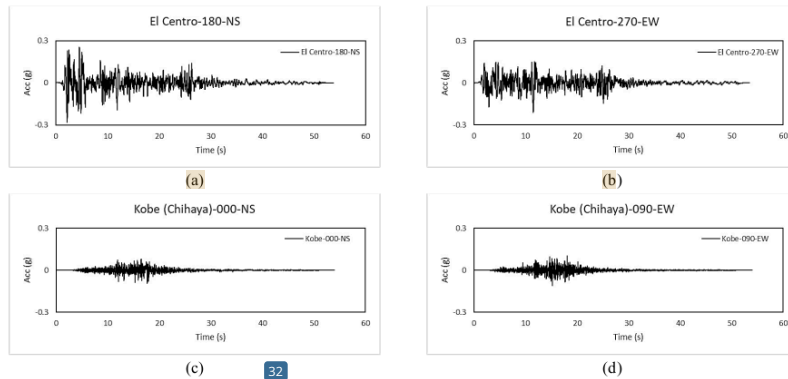 El Centro-180-NS
0.3
El Centro-180-NS
Acc (g)
0
-0.3
0 10 20 30 40 50 60
Time (s)
(a)
El Centro-270-EW
0.3
El Centro-270-EW
Acc (g)
0
-0.3
0 10 20 30 40 50 60
Time (s)
(b)
Kobe (Chihaya)-000-NS
0.3
Kobe-000-NS
Acc (g)
0
-0.3
0 10 20 30 40 50 60
Time (s)
(c)
32
Kobe (Chihaya)-090-EW
0.3
Kobe-090-EW
Acc (g)
0
-0.3
0 10 20 30 40 50 60
Time (s)
(d)